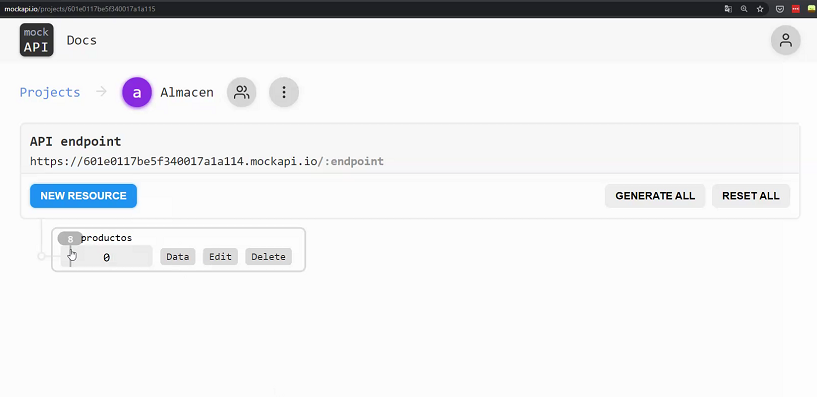 mockapi.io/projects/601e0117be5f340017a1a115
mock
API
Docs
Projects
a
Almacen
API endpoint
https://601e0117be5f340017a1a114.mockapi.io/:endpoint
NEW RESOURCE
GENERATE ALL
RESET ALL
productos
0
Data
Edit
Delete